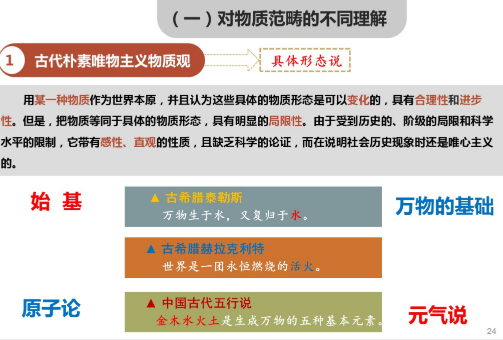 （一）对物质范畴的不同理解
1 古代朴素唯物主义物质观 具体形态说
用某一种物质作为世界本原，并且认为这些具体的物质形态是可以变化的，具有合理性和进步
性。但是，把物质等同于具体的物质形态，具有明显的局限性。由于受到历史的、阶级的局限和科学
水平的限制，它带有感性、直观的性质，且缺乏科学的论证，而在说明社会历史现象时还是唯心主义
的。
始 基
▲ 古希腊泰勒斯
万物生于水，又复归于水。
万物的基础
▲ 古希腊赫拉克利特
世界是一团永恒燃烧的活火。
原子论
▲ 中国古代五行说
金木水火土是生成万物的五种基本元素。
元气说
24